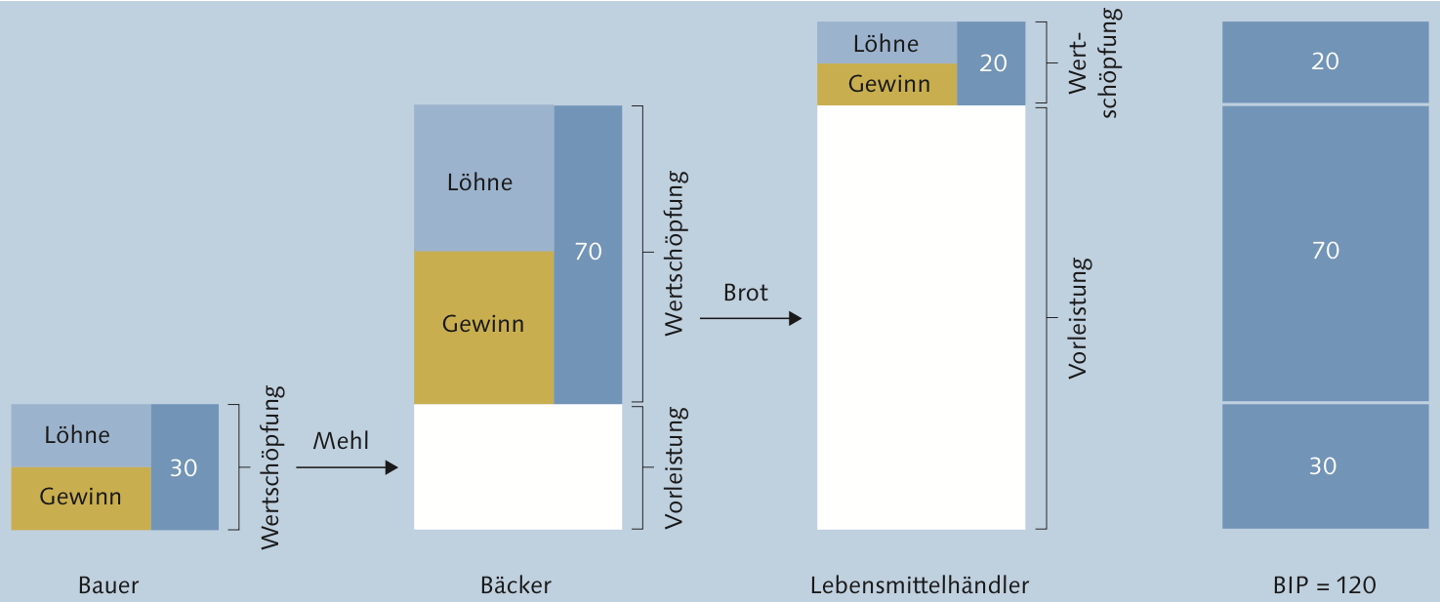 Löhne
Gewinn
30
Wertschöpfung
Mehl
Bauer
Löhne
Gewinn
70
Wertschöpfung
Vorleistung
Brot
Bäcker
Löhne
Gewinn
20
Wert-
schöpfung
Vorleistung
Lebensmittelhändler
20
70
30
BIP = 120